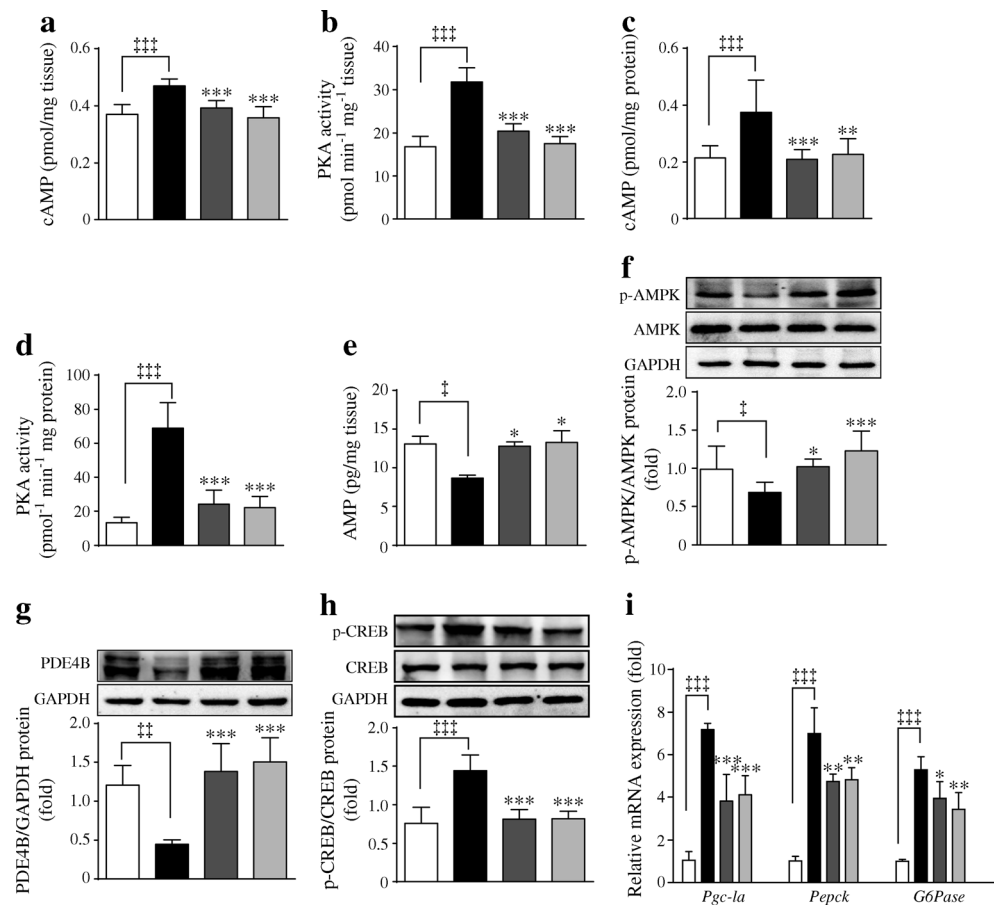 a
cAMP (pmol/mg tissue)
0.6
0.4
0.2
0
‡‡‡
***
***
b
PKA activity
(pmol min-1 mg-1 tissue)
40
30
20
10
0
‡‡‡
***
***
c
cAMP (pmol/mg protein)
0.6
0.4
0.2
0
‡‡‡
***
**
d
PKA activity
(pmol-1 min-1 mg protein)
100
80
60
40
20
0
‡‡‡
***
***
e
AMP (pg/mg tissue)
20
15
10
5
0
‡
*
*
f
p-AMPK
AMPK
GAPDH
p-AMPK/AMPK protein
(fold)
2.0
1.5
1.0
0.5
0
‡
*
***
g
PDE4B
GAPDH
PDE4B/GAPDH protein
(fold)
2.0
1.5
1.0
0.5
0
‡‡
***
***
h
p-CREB
CREB
GAPDH
p-CREB/CREB protein
(fold)
2.0
1.5
1.0
0.5
0
‡‡‡
***
***
i
Relative mRNA expression (fold)
10
8
6
4
2
0
‡‡‡
***
***
‡‡‡
**
**
‡‡‡
*
**
Pgc-la
Pepck
G6Pase